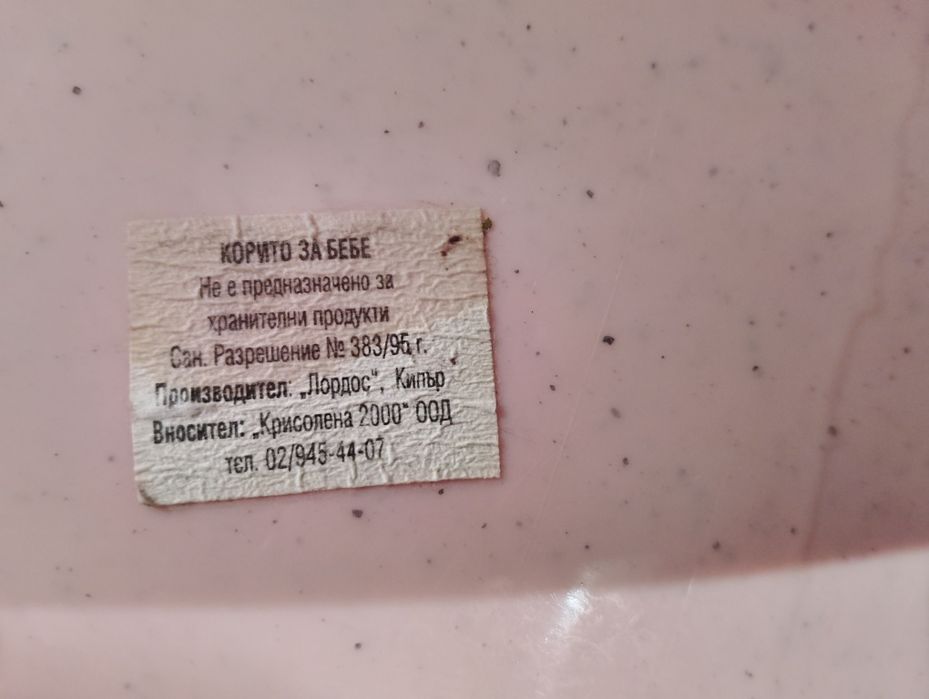 КОРИТО ЗА БЕБЕ
Не е предназначено за
хранителни продукти
Сан. Разрешение № 383/95 г.
Производител: „Лордос“, Кипър
Вносител: „Крисолена 2000“ ООД
тел. 02/945-44-07